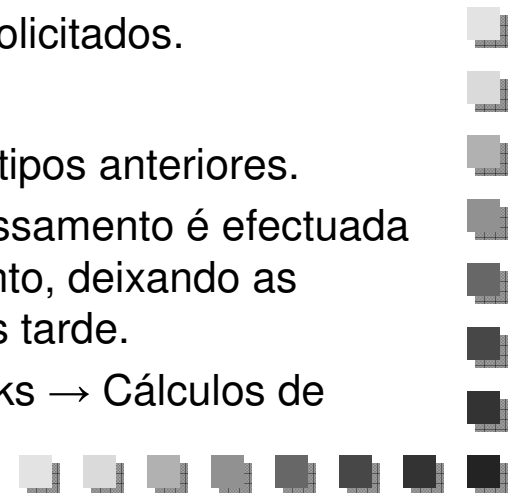 olicitados.
tipos anteriores.
ssamento é efectuada
nto, deixando as
s tarde.
ks → Cálculos de